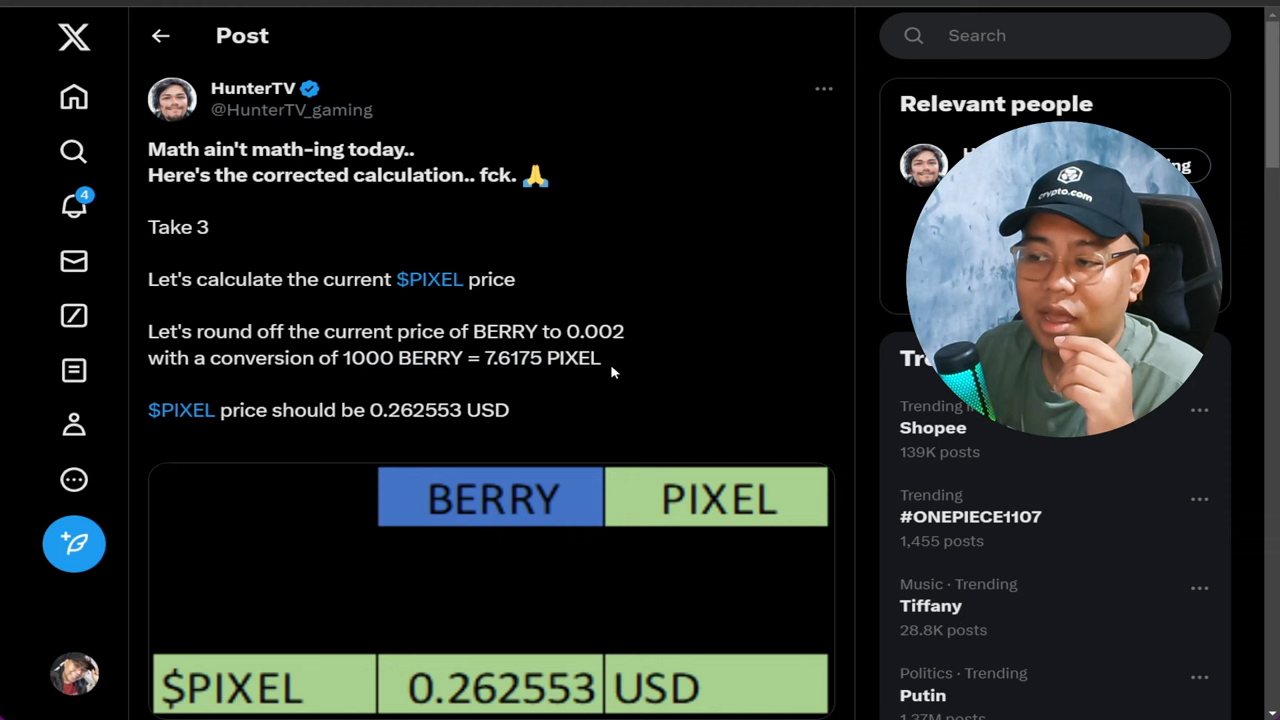 Post
Search
HunterTV
@HunterTV_gaming
Math ain't math-ing today..
Here's the corrected calculation.. fck. 🙏
Take 3
Let's calculate the current $PIXEL price
Let's round off the current price of BERRY to 0.002
with a conversion of 1000 BERRY = 7.6175 PIXEL
$PIXEL price should be 0.262553 USD
BERRY PIXEL
$PIXEL 0.262553 USD
4
Relevant people
crypto.com
Trending
Shopee
139K posts
Trending
#ONEPIECE1107
1,455 posts
Music · Trending
Tiffany
28.8K posts
Politics · Trending
Putin
1.37M posts